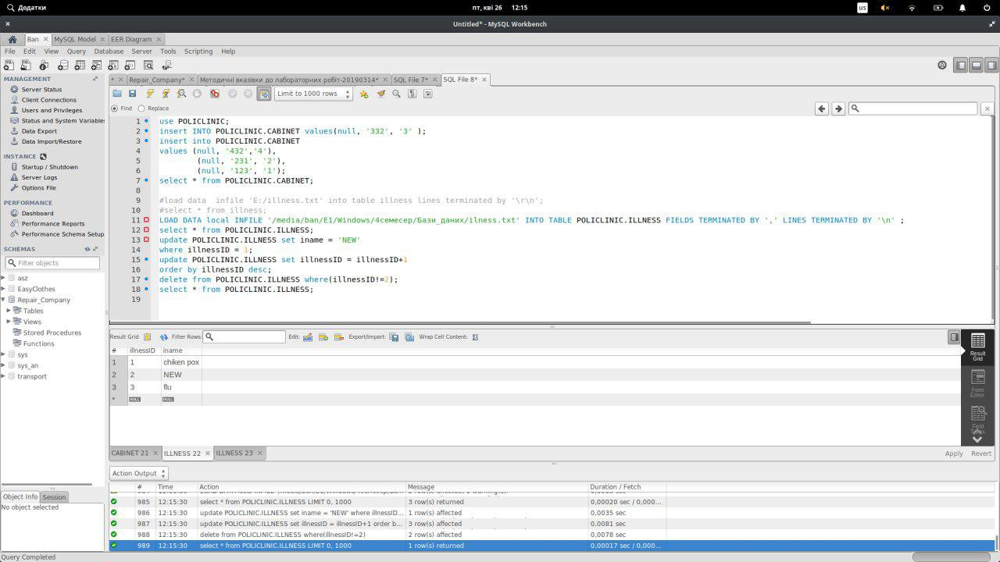 Додатки
пт, кві 26 12:15
us
Untitled* - MySQL Workbench
Ban
MySQL Model
EER Diagram
File Edit View Query Database Server Tools Scripting Help
MANAGEMENT
Server Status
Client Connections
Users and Privileges
Status and System Variables
Data Export
Data Import/Restore
INSTANCE
Startup / Shutdown
Server Logs
Options File
PERFORMANCE
Dashboard
Performance Reports
Performance Schema Setup
SCHEMAS
Filter objects
asz
EasyClothes
Repair_Company
Tables
Views
Stored Procedures
Functions
sys
sys_an
transport
Object Info Session
No object selected
* Repair_Company* Методичні вказівки до лабораторних робіт-20190314* SQL File 7* SQL File 8*
Limit to 1000 rows
Find Replace
1 use POLICLINIC;
2 insert INTO POLICLINIC.CABINET values(null, '332', '3' );
3 insert into POLICLINIC.CABINET
4 values (null, '432','4'),
5 (null, '231', '2'),
6 (null, '123', '1');
7 select * from POLICLINIC.CABINET;
8
9 #load data  infile 'E:/illness.txt' into table illness lines terminated by '\r\n';
10 #select * from illness;
11 LOAD DATA local INFILE '/media/ban/E1/Windows/4семесер/Бази_даних/ilness.txt' INTO TABLE POLICLINIC.ILLNESS FIELDS TERMINATED BY ',' LINES TERMINATED BY '\n' ;
12 select * from POLICLINIC.ILLNESS;
13 update POLICLINIC.ILLNESS set iname = 'NEW'
14 where illnessID = 1;
15 update POLICLINIC.ILLNESS set illnessID = illnessID+1
16 order by illnessID desc;
17 delete from POLICLINIC.ILLNESS where(illnessID!=2);
18 select * from POLICLINIC.ILLNESS;
19
Result Grid Filter Rows: Edit: Export/Import: Wrap Cell Content:
# illnessID iname
1 1 chiken pox
2 2 NEW
3 3 flu
* NULL NULL
Result Grid
Form Editor
Field Types
CABINET 21 ILLNESS 22 ILLNESS 23
Apply Revert
Action Output
# Time Action Message Duration / Fetch
985 12:15:30 select * from POLICLINIC.ILLNESS LIMIT 0, 1000 3 row(s) returned 0,00020 sec / 0,000...
986 12:15:30 update POLICLINIC.ILLNESS set iname = 'NEW' where illnessID... 1 row(s) affected 0,0035 sec
987 12:15:30 update POLICLINIC.ILLNESS set illnessID = illnessID+1 order b... 3 row(s) affected 0,0081 sec
988 12:15:30 delete from POLICLINIC.ILLNESS where(illnessID!=2) 2 row(s) affected 0,0078 sec
989 12:15:30 select * from POLICLINIC.ILLNESS LIMIT 0, 1000 1 row(s) returned 0,00017 sec / 0,000...
Query Completed